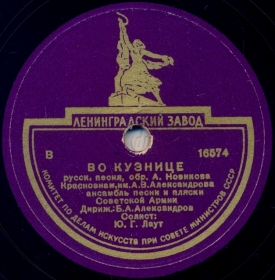 ЛЕНИНГРАДСКИЙ ЗАВОД
В 16574
ВО КУЗНИЦЕ
русск. песня, обр. А. Новикова
Краснознам. им. А. В. Александрова
ансамбль песни и пляски
Советской Армии
Дириж.: Б. А. Александров
Солист:
Ю. Г. Лаут
КОМИТЕТ ПО ДЕЛАМ ИСКУССТВ ПРИ СОВЕТЕ МИНИСТРОВ СССР